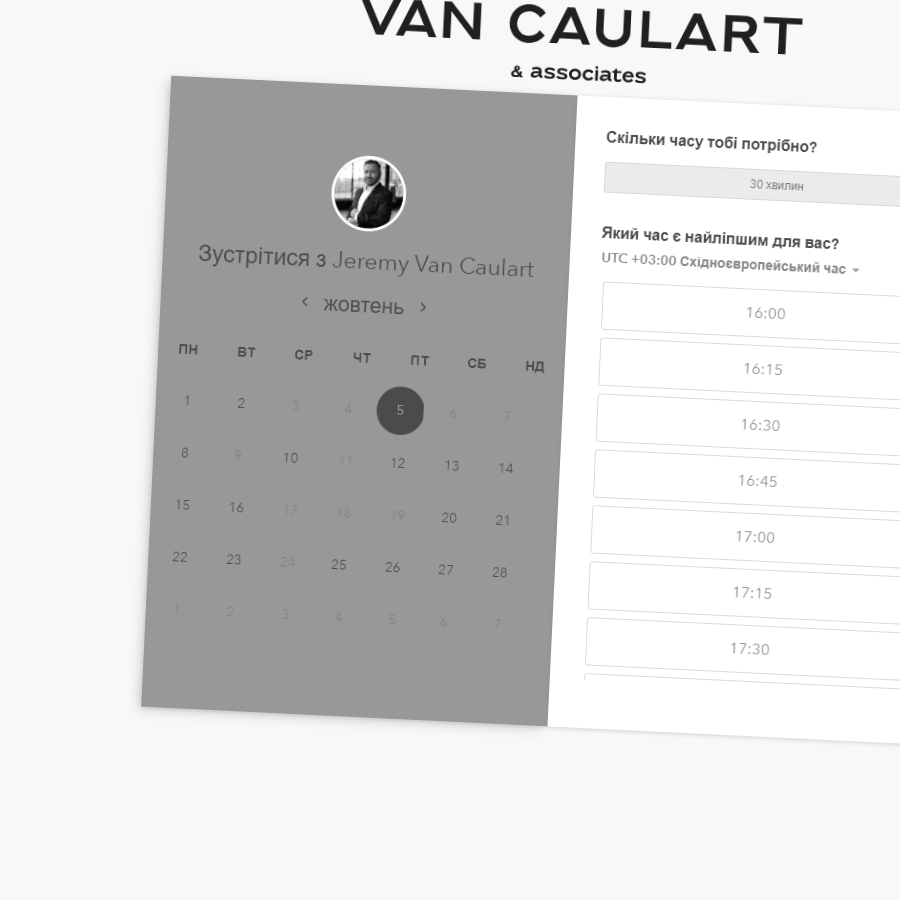 VAN CAULART
& associates
Зустрітися з Jeremy Van Caulart
жовтень
ПН ВТ СР ЧТ ПТ СБ НД
1 2 3 4 5 6 7
8 9 10 11 12 13 14
15 16 17 18 19 20 21
22 23 24 25 26 27 28
1 2 3 4 5 6 7
Скільки часу тобі потрібно?
30 хвилин
Який час є найліпшим для вас?
UTC +03:00 Східноєвропейський час
16:00
16:15
16:30
16:45
17:00
17:15
17:30